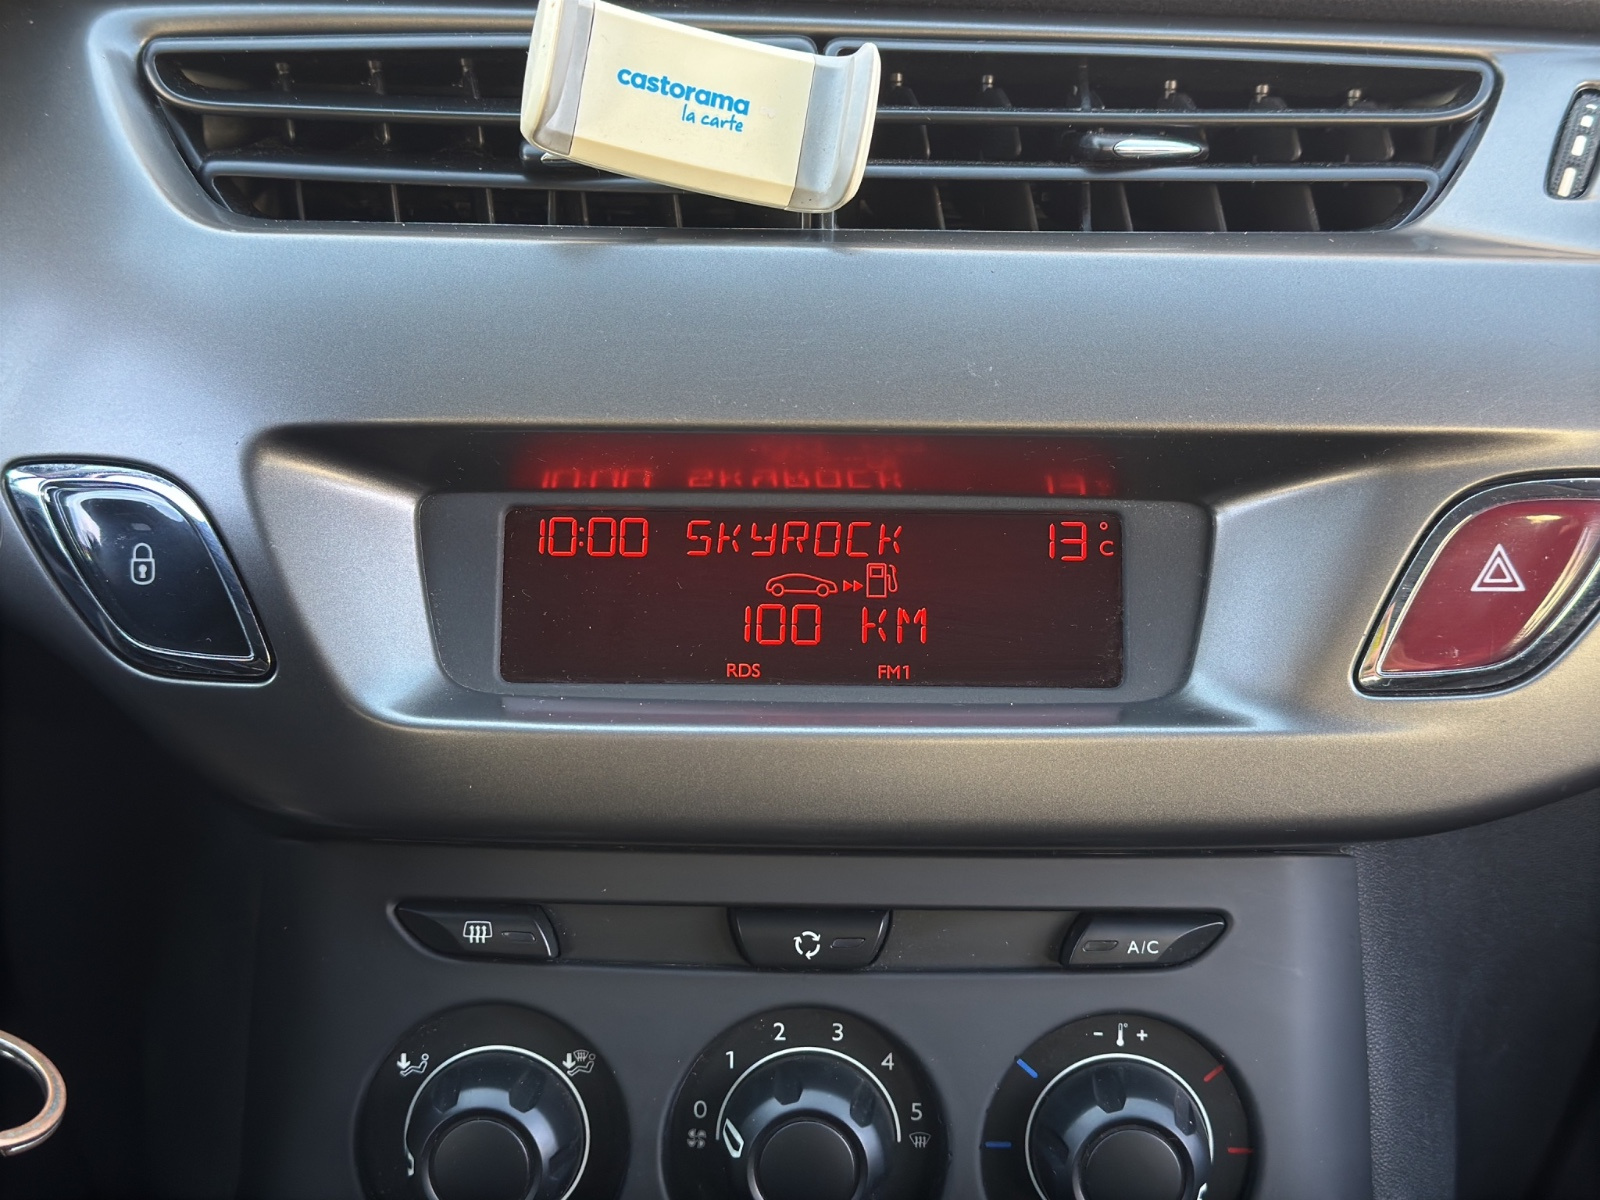 castorama
la carte
10:00 SKYROCK 13°C
100 KM
RDS FM1
A/C
0 1 2 3 4 5
- +